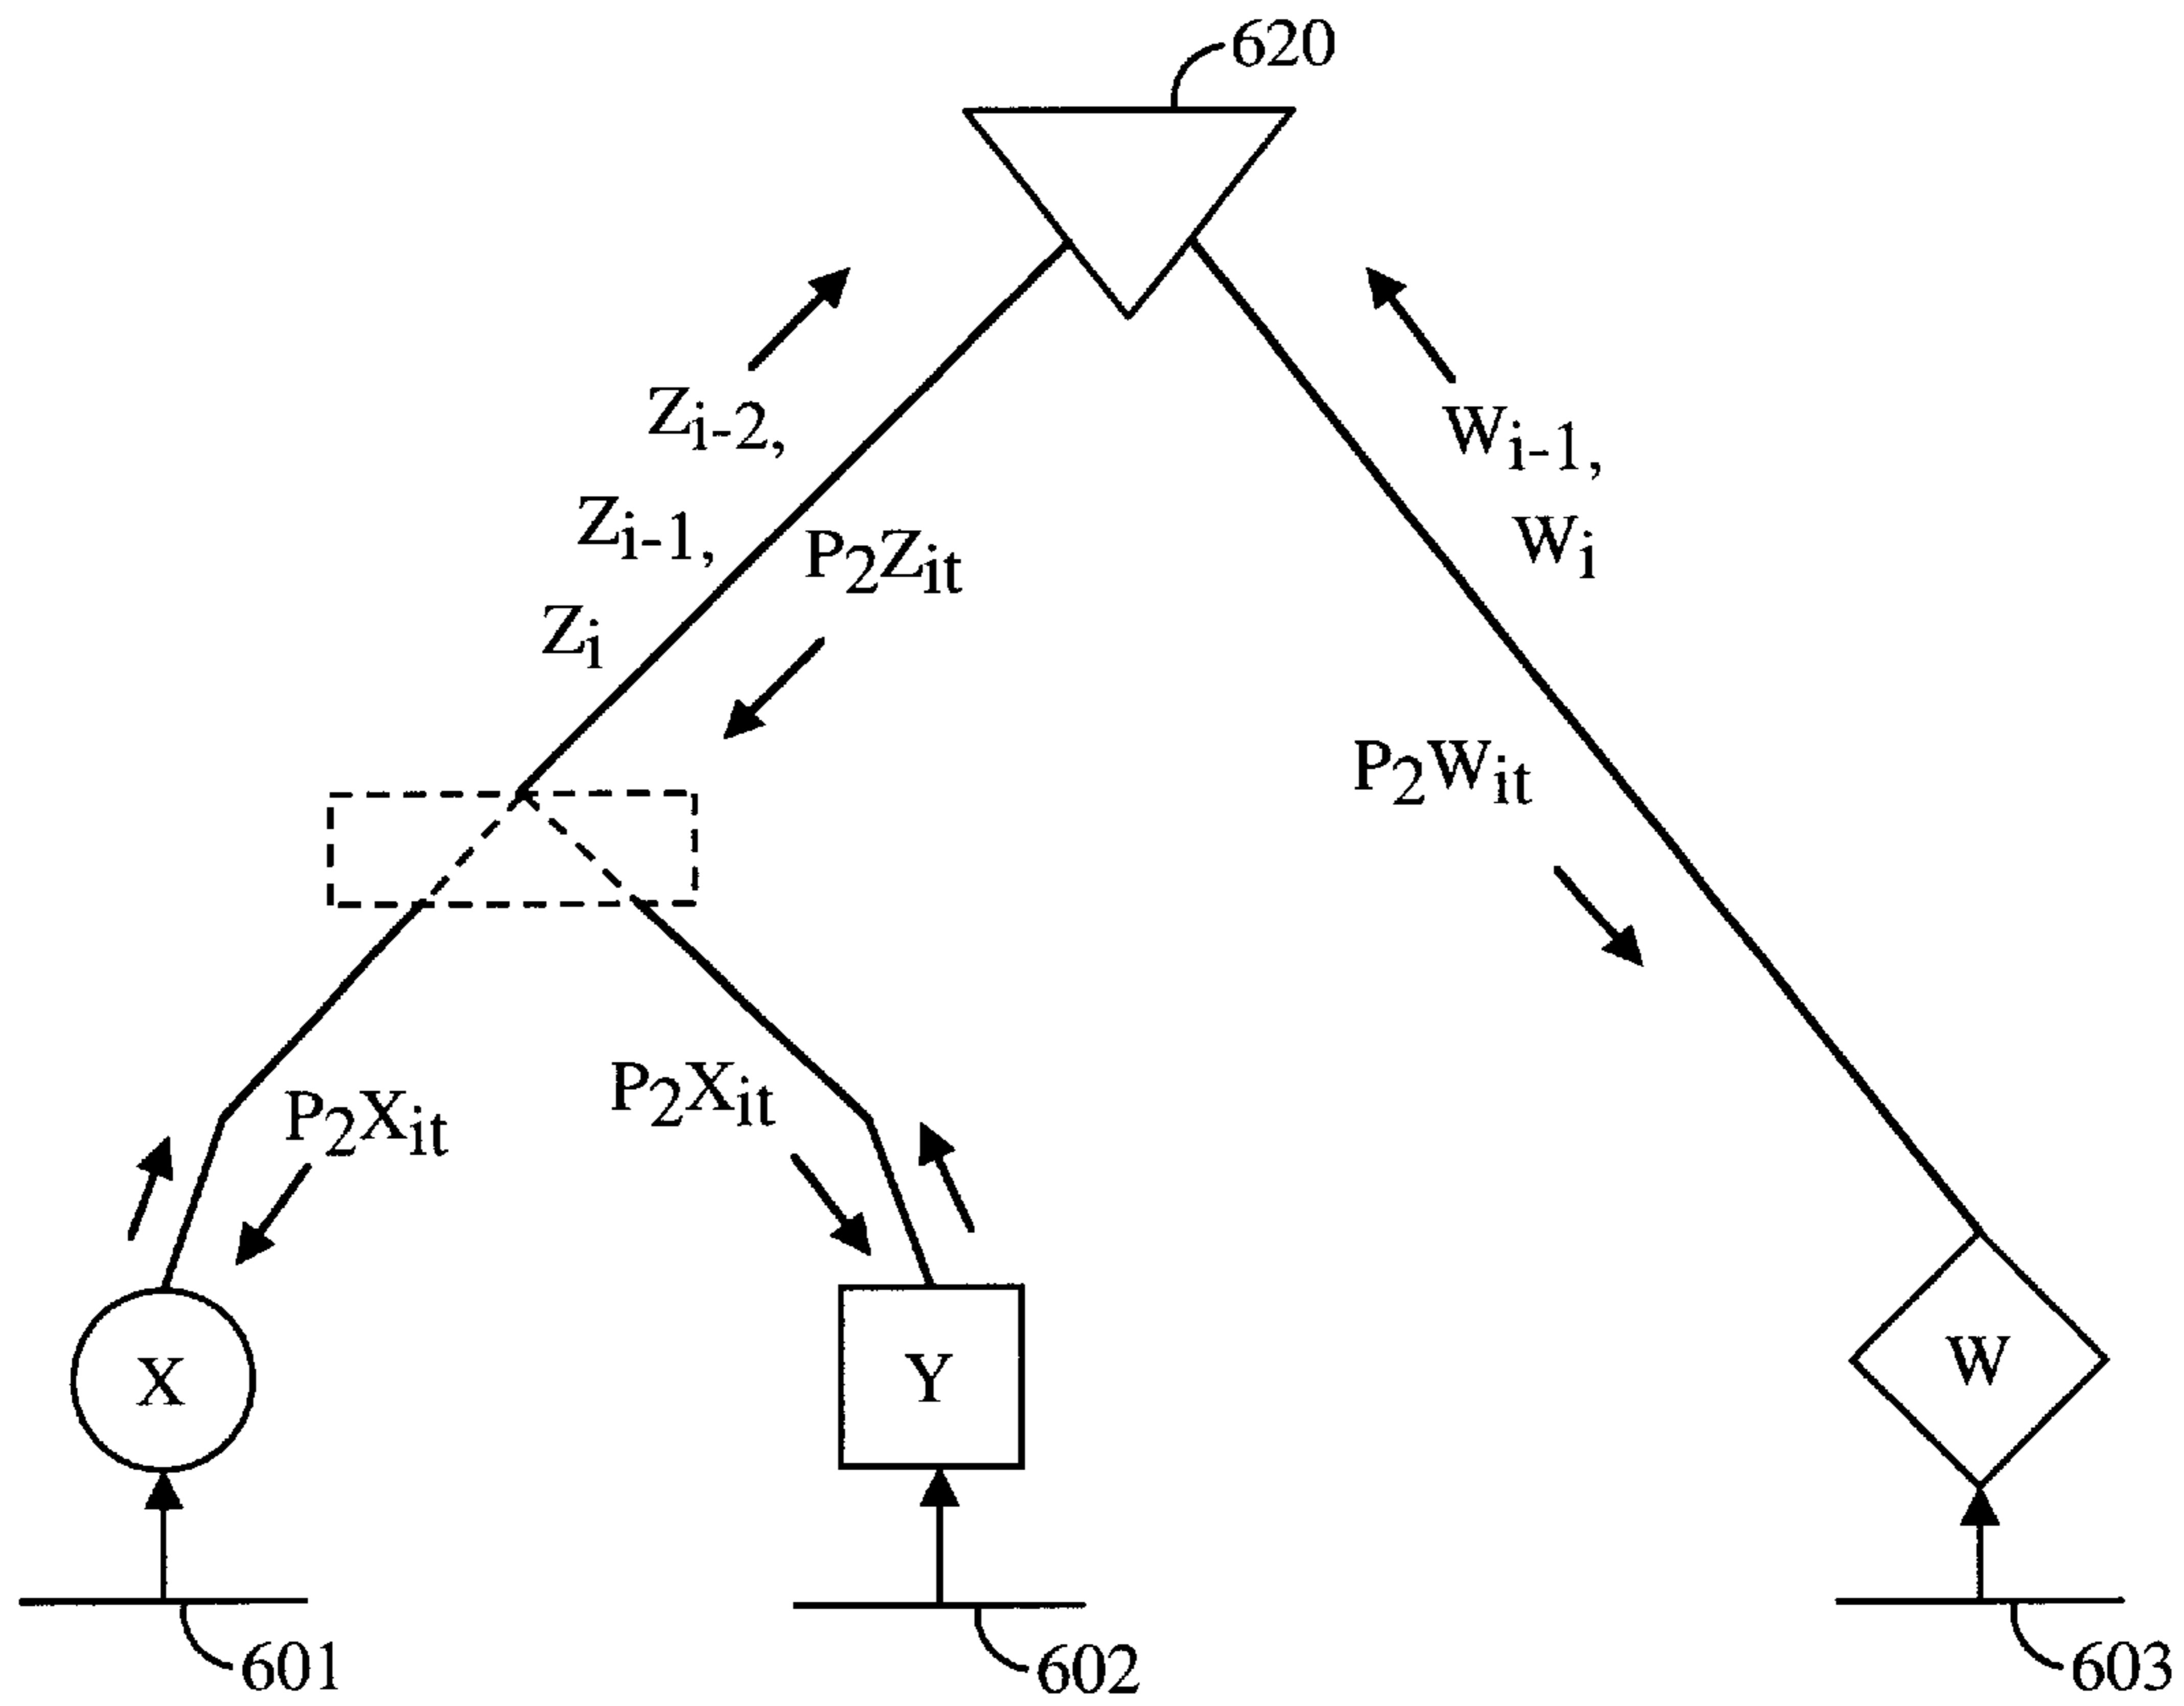 620
Zi-2,
Wi-1,
Zi-1,
Wi
P2Zit
Zi
P2Wit
P2Xit
P2Xit
X
Y
W
601
602
603